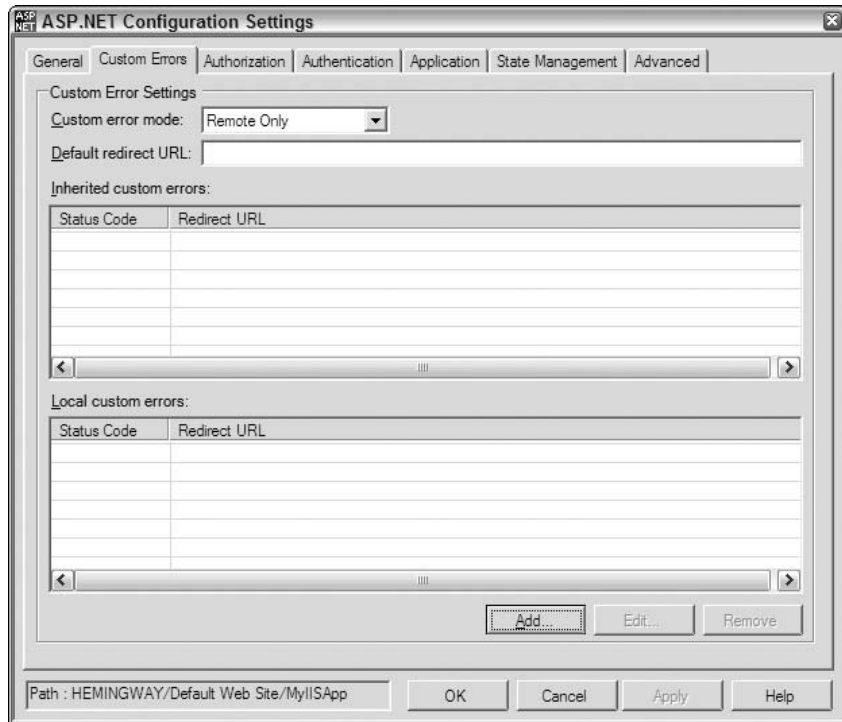 ASP.NET ASP.NET Configuration Settings
General Custom Errors Authorization Authentication Application State Management Advanced
Custom Error Settings
Custom error mode: Remote Only
Default redirect URL:
Inherited custom errors:
Status Code Redirect URL
Local custom errors:
Status Code Redirect URL
Add... Edit... Remove
Path : HEMINGWAY/Default Web Site/MyIISApp OK Cancel Apply Help